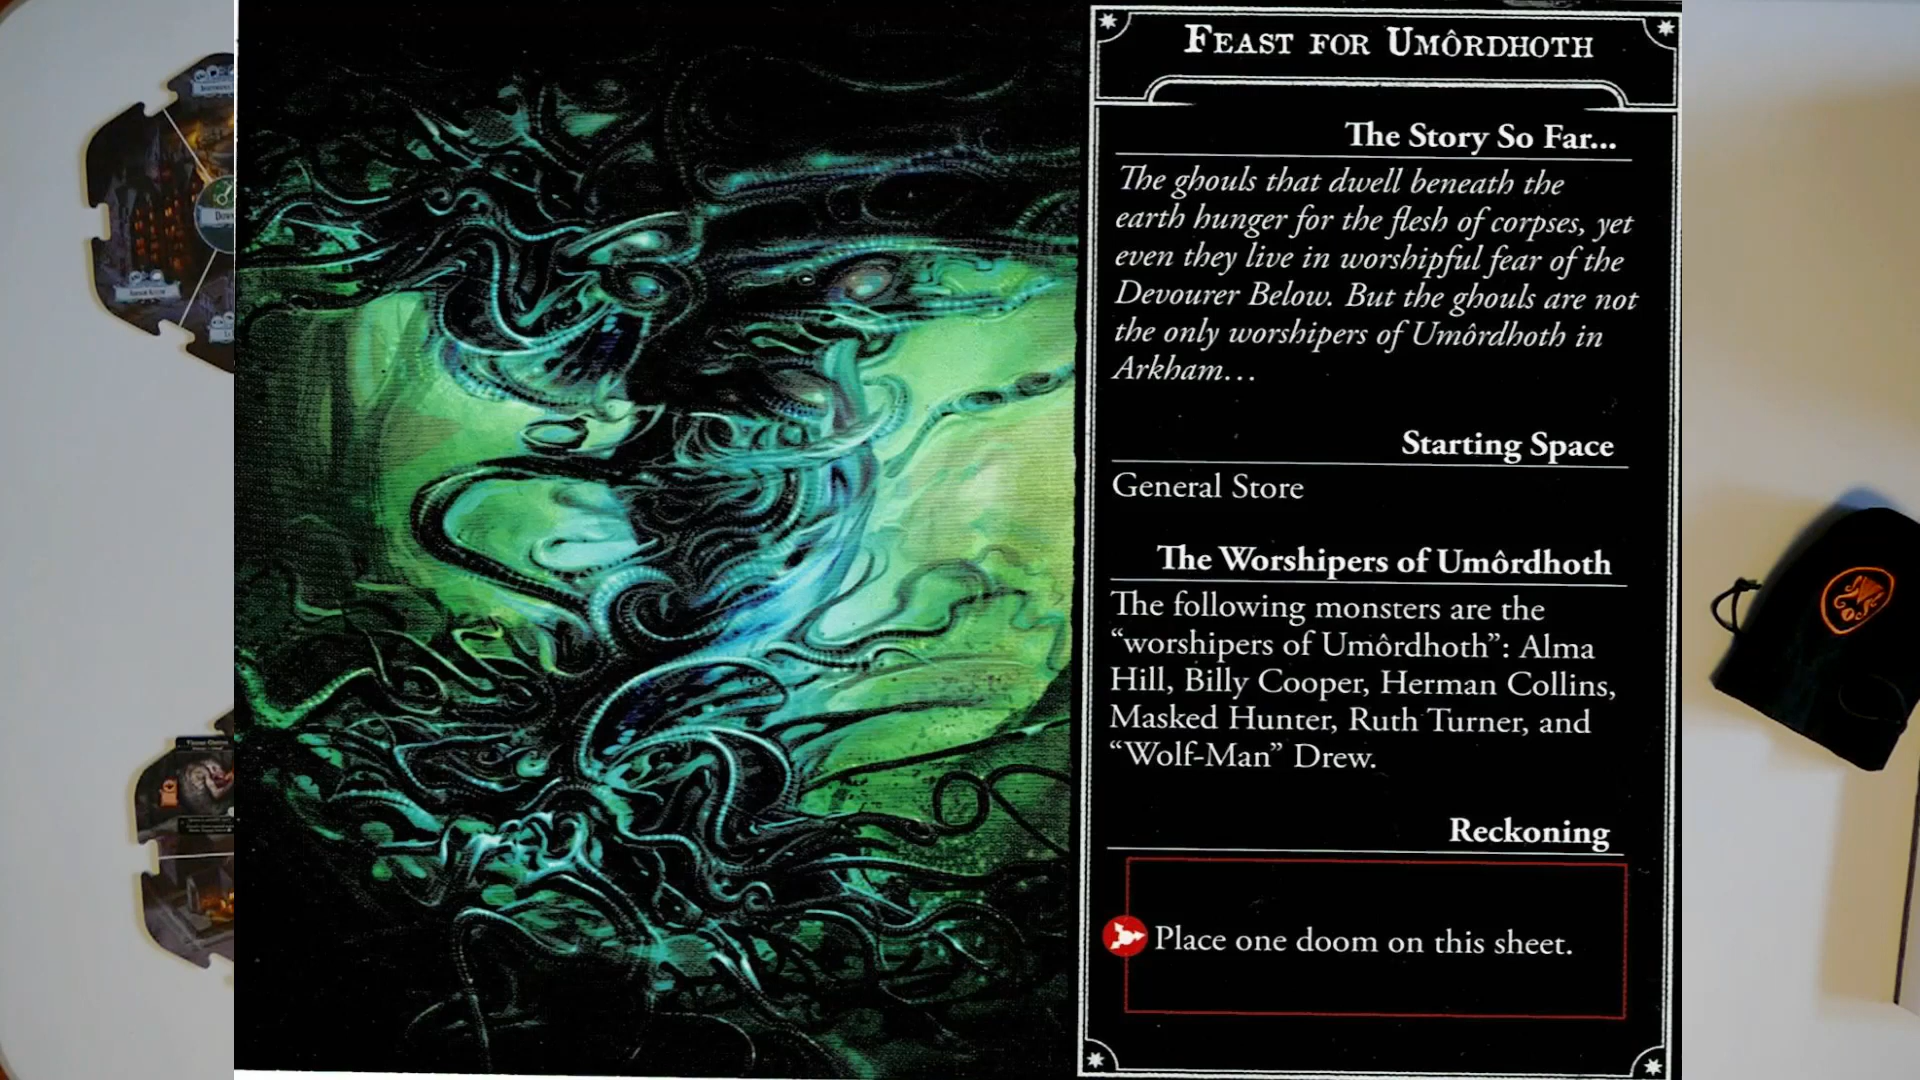 FEAST FOR UMÔRDHOTH
The Story So Far...
The ghouls that dwell beneath the
earth hunger for the flesh of corpses, yet
even they live in worshipful fear of the
Devourer Below. But the ghouls are not
the only worshipers of Umôrdhoth in
Arkham…
Starting Space
General Store
The Worshipers of Umôrdhoth
The following monsters are the
“worshipers of Umôrdhoth”: Alma
Hill, Billy Cooper, Herman Collins,
Masked Hunter, Ruth Turner, and
“Wolf-Man” Drew.
Reckoning
Place one doom on this sheet.